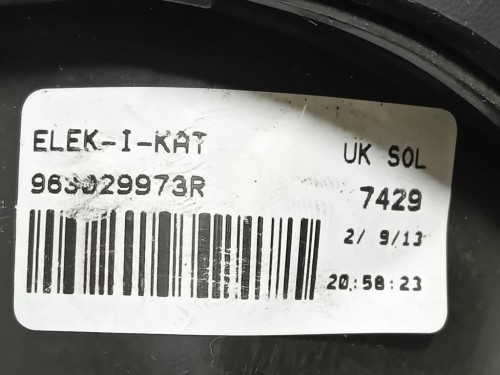 ELEK-I-KAT UK SOL
963029973R 7429
2/ 9/13
20:58:23